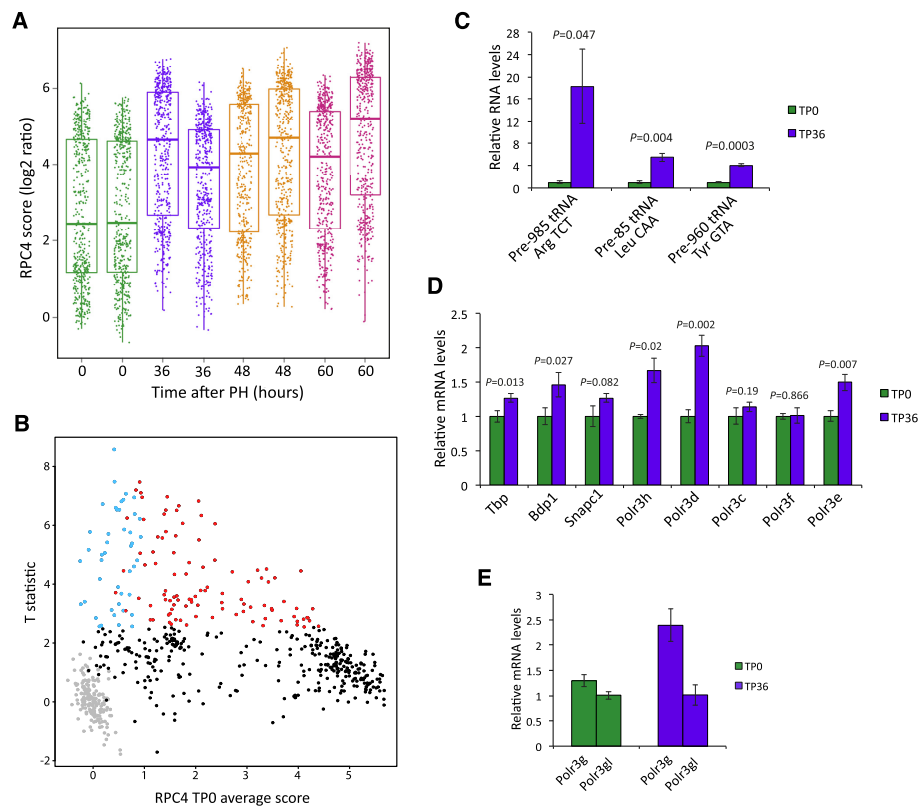 A
RPC4 score (log2 ratio)
6
4
2
0
0 0 36 36 48 48 60 60
Time after PH (hours)
B
T statistic
8
6
4
2
0
-2
0 1 2 3 4 5
RPC4 TP0 average score
C
Relative RNA levels
28
24
20
16
12
8
4
0
P=0.047
P=0.004
P=0.0003
TP0
TP36
Pre-985 tRNA
Arg TCT
Pre-85 tRNA
Leu CAA
Pre-960 tRNA
Tyr GTA
D
Relative mRNA levels
2.5
2
1.5
1
0.5
0
P=0.013
P=0.027
P=0.082
P=0.02
P=0.002
P=0.19
P=0.866
P=0.007
TP0
TP36
Tbp
Bdp1
Snapc1
Polr3h
Polr3d
Polr3c
Polr3f
Polr3e
E
Relative mRNA levels
3
2.5
2
1.5
1
0.5
0
TP0
TP36
Polr3g
Polr3gl
Polr3g
Polr3gl